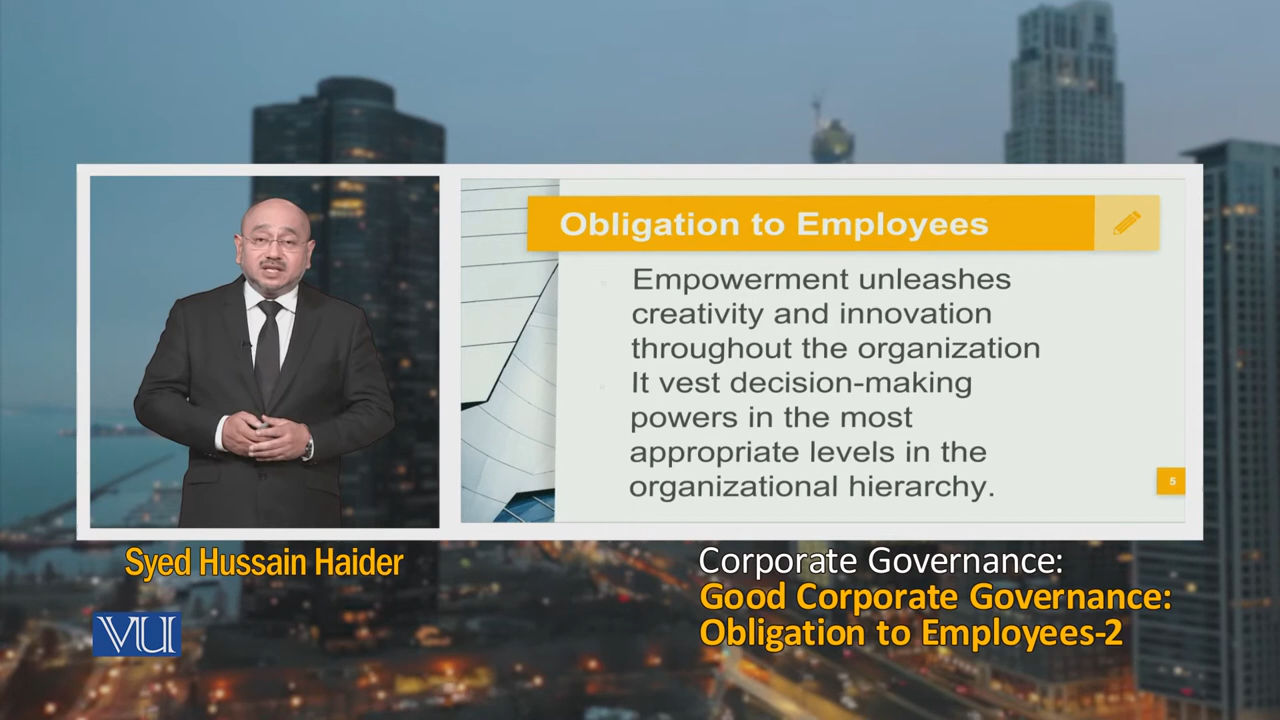 Obligation to Employees
Empowerment unleashes
creativity and innovation
throughout the organization
It vest decision-making
powers in the most
appropriate levels in the
organizational hierarchy.
5
Syed Hussain Haider
VU
Corporate Governance:
Good Corporate Governance:
Obligation to Employees-2